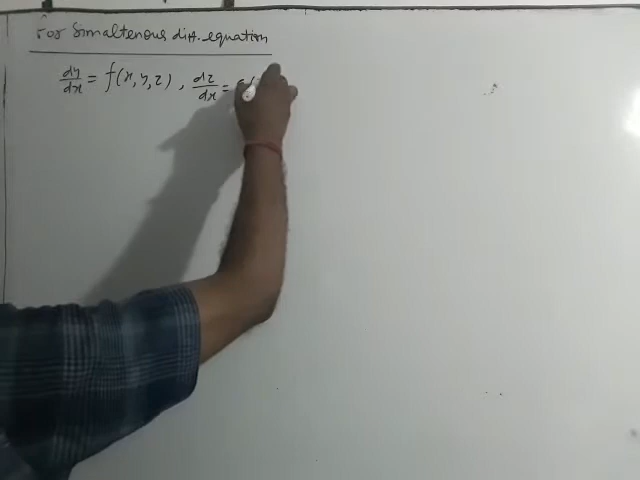 For Simaltenous diff. equation
dy/dx = f(x, y, z) , dz/dx =